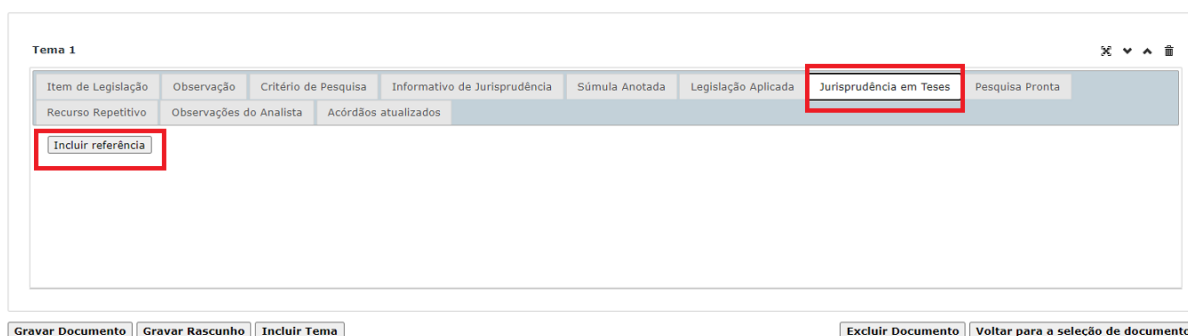 Tema 1
Item de Legislação Observação Critério de Pesquisa Informativo de Jurisprudência Súmula Anotada Legislação Aplicada Jurisprudência em Teses Pesquisa Pronta
Recurso Repetitivo Observações do Analista Acórdãos atualizados
Incluir referência
Gravar Documento Gravar Rascunho Incluir Tema Excluir Documento Voltar para a seleção de documento